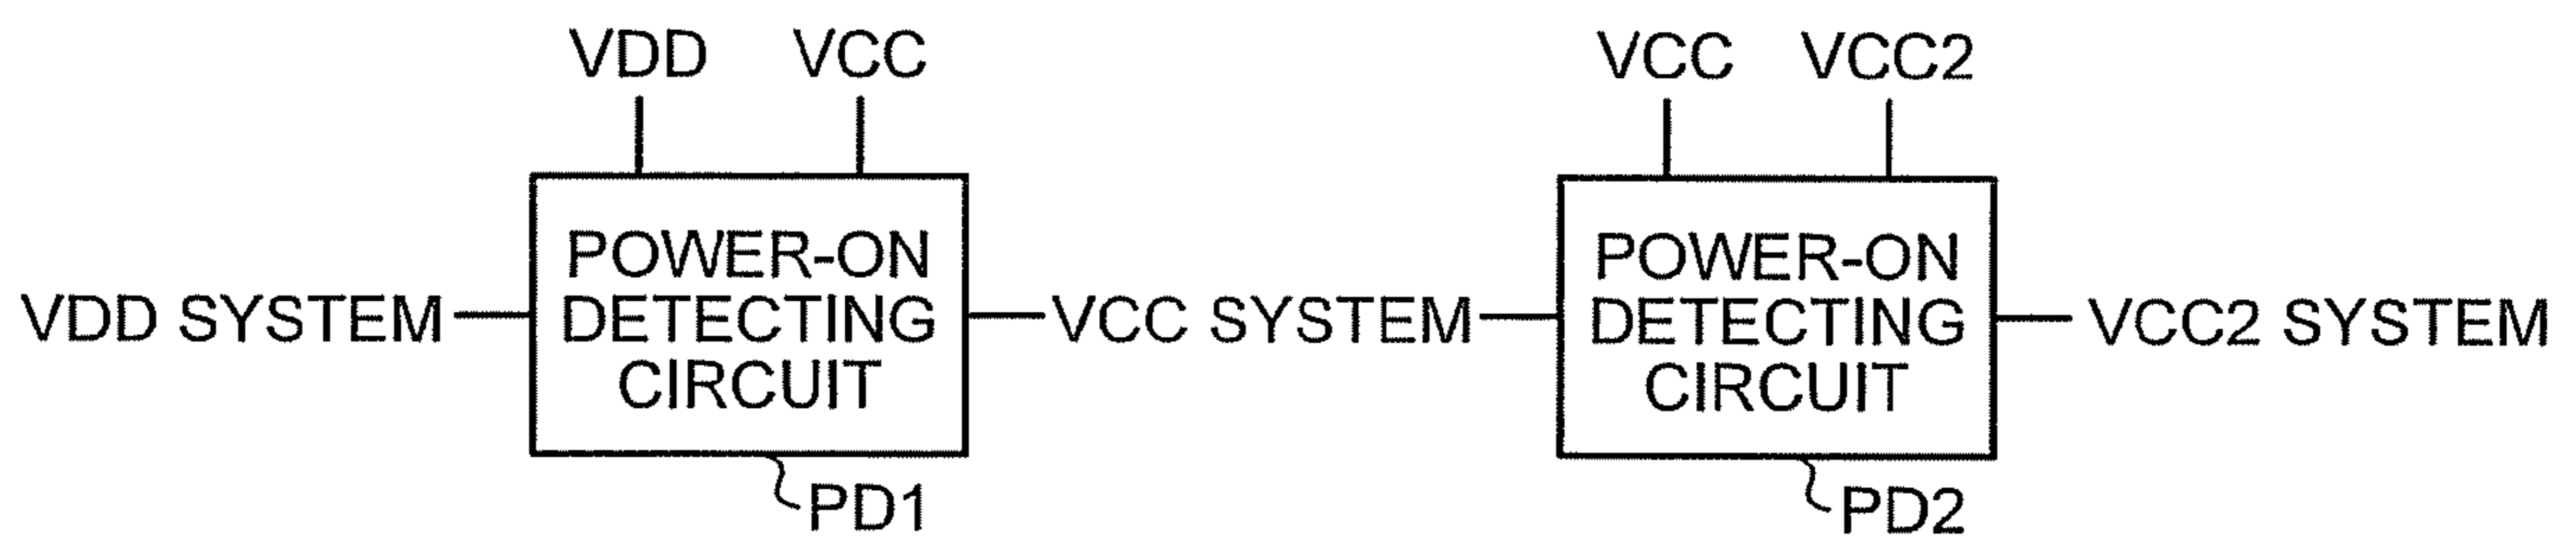 VDD VCC
VCC VCC2
POWER-ON
DETECTING
CIRCUIT
POWER-ON
DETECTING
CIRCUIT
VDD SYSTEM
VCC SYSTEM
VCC2 SYSTEM
PD1
PD2